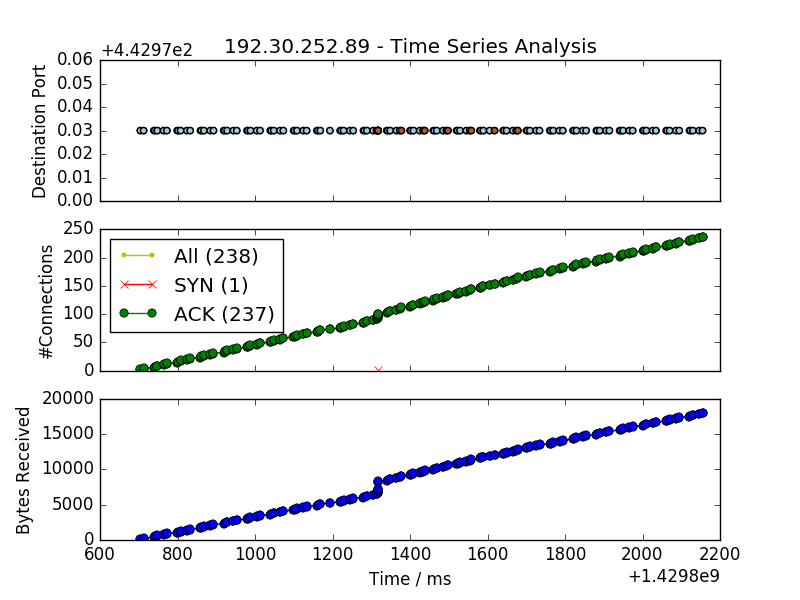 +4.4297e2
192.30.252.89 - Time Series Analysis
0.06
0.05
0.04
0.03
0.02
0.01
0.00
Destination Port
250
200
150
100
50
0
#Connections
All (238)
SYN (1)
ACK (237)
20000
15000
10000
5000
0
Bytes Received
600 800 1000 1200 1400 1600 1800 2000 2200
Time / ms
+1.4298e9